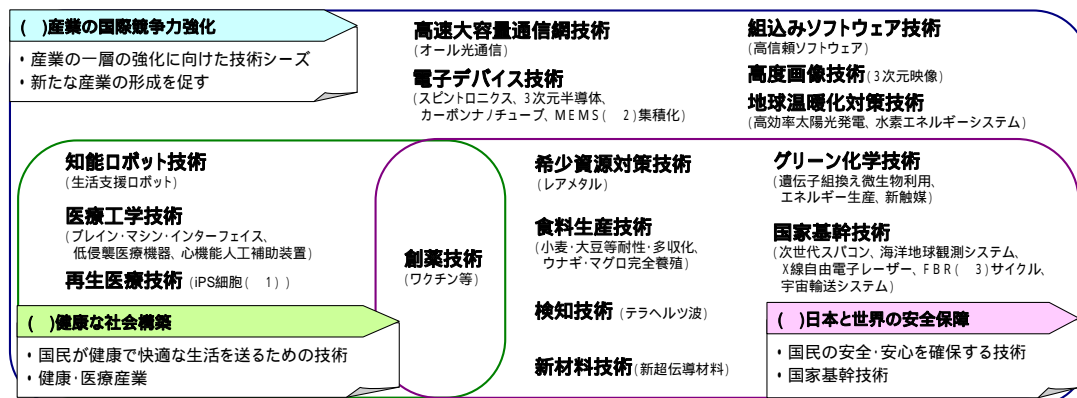 ( )産業の国際競争力強化
・産業の一層の強化に向けた技術シーズ
・新たな産業の形成を促す
高速大容量通信網技術
(オール光通信)
電子デバイス技術
(スピントロニクス、3次元半導体、
カーボンナノチューブ、MEMS( 2)集積化)
組込みソフトウェア技術
(高信頼ソフトウェア)
高度画像技術(3次元映像)
地球温暖化対策技術
(高効率太陽光発電、水素エネルギーシステム)
知能ロボット技術
(生活支援ロボット)
医療工学技術
(ブレイン・マシン・インターフェイス、
低侵襲医療機器、心機能人工補助装置)
再生医療技術 (iPS細胞( 1))
創薬技術
(ワクチン等)
希少資源対策技術
(レアメタル)
食料生産技術
(小麦・大豆等耐性・多収化、
ウナギ・マグロ完全養殖)
検知技術 (テラヘルツ波)
新材料技術(新超伝導材料)
グリーン化学技術
(遺伝子組換え微生物利用、
エネルギー生産、新触媒)
国家基幹技術
(次世代スパコン、海洋地球観測システム、
X線自由電子レーザー、FBR( 3)サイクル、
宇宙輸送システム)
( )健康な社会構築
・国民が健康で快適な生活を送るための技術
・健康・医療産業
( )日本と世界の安全保障
・国民の安全・安心を確保する技術
・国家基幹技術